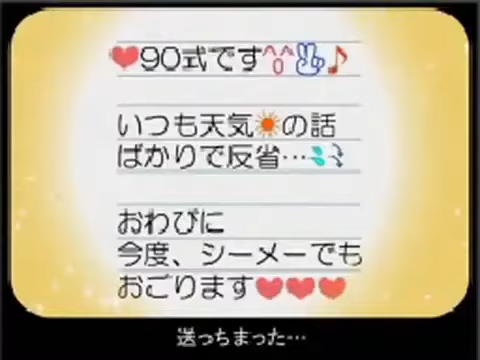 ❤90式です^o^✌♪
いつも天気☀の話
ばかりで反省…💦
おわびに
今度、シーメーでも
おごります❤❤❤
送っちまった…